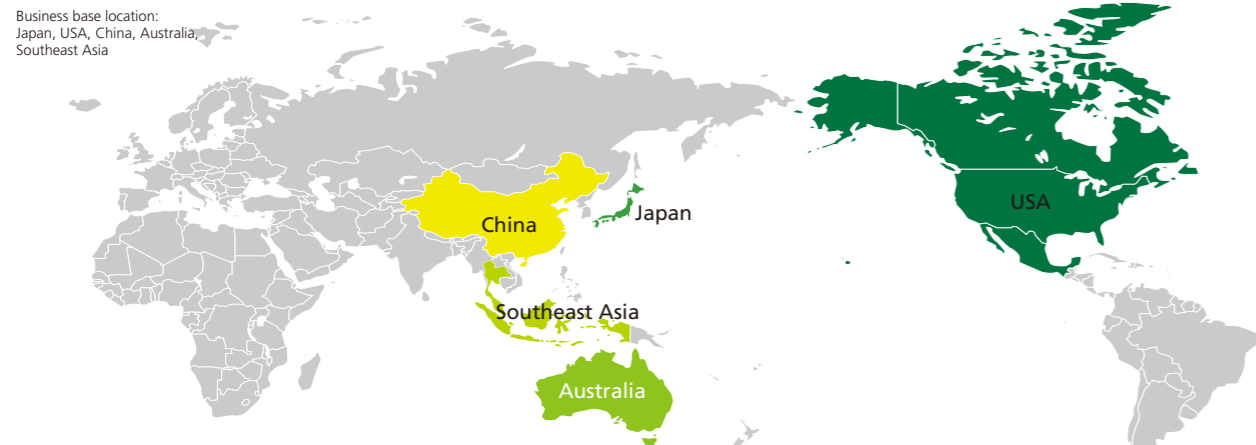 Business base location:
Japan, USA, China, Australia,
Southeast Asia
USA
Japan
China
Southeast Asia
Australia